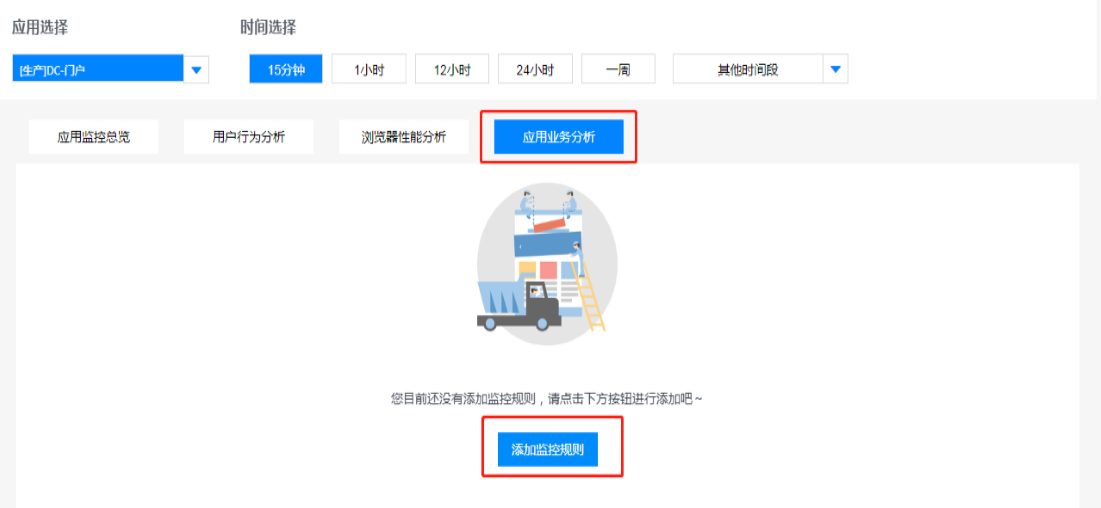 应用选择
时间选择
[生产]DC-门户
15分钟
1小时
12小时
24小时
一周
其他时间段
应用监控总览
用户行为分析
浏览器性能分析
应用业务分析
您目前还没有添加监控规则，请点击下方按钮进行添加吧~
添加监控规则